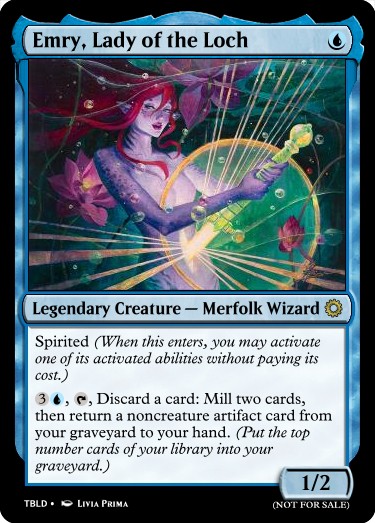 Emry, Lady of the Loch
Legendary Creature — Merfolk Wizard
Spirited (When this enters, you may activate
one of its activated abilities without paying its
cost.)
3, Discard a card: Mill two cards,
then return a noncreature artifact card from
your graveyard to your hand. (Put the top
number cards of your library into your
graveyard.)
1/2
TBLD • Livia Prima
(NOT FOR SALE)